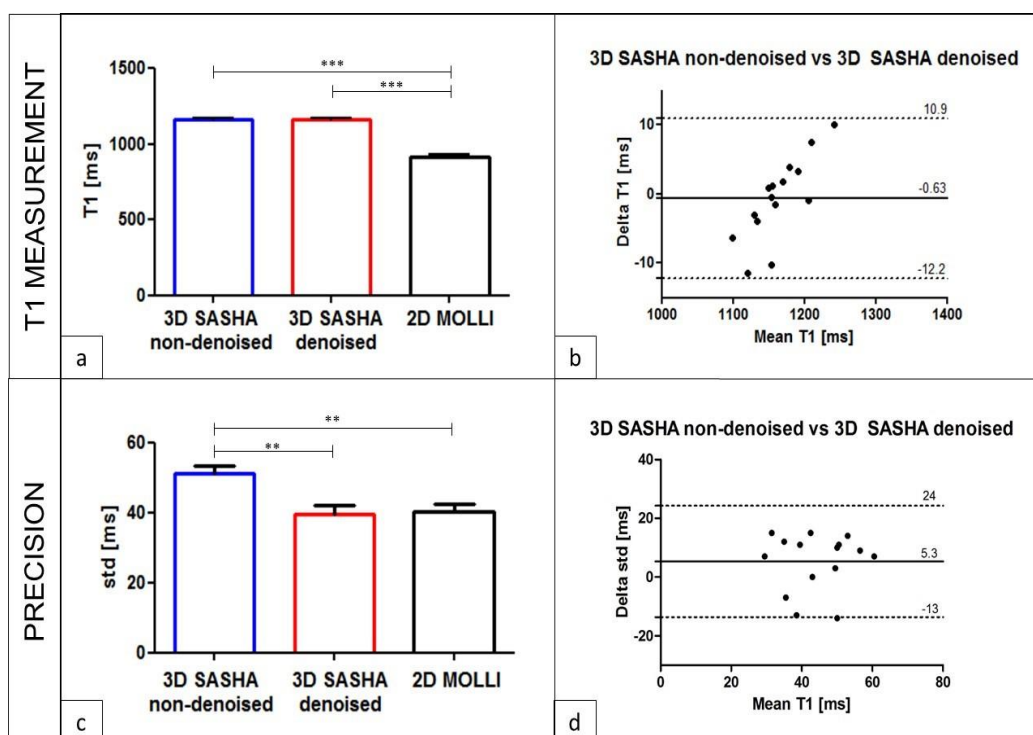 T1 MEASUREMENT
T1 [ms]
1500
1000
500
0
***
***
3D SASHA
non-denoised
3D SASHA
denoised
2D MOLLI
a
3D SASHA non-denoised vs 3D SASHA denoised
Delta T1 [ms]
10
0
-10
10.9
-0.63
-12.2
1000
1100
1200
1300
1400
Mean T1 [ms]
b
PRECISION
std [ms]
60
40
20
0
**
**
3D SASHA
non-denoised
3D SASHA
denoised
2D MOLLI
c
3D SASHA non-denoised vs 3D SASHA denoised
Delta std [ms]
40
20
0
-20
24
5.3
-13
0
20
40
60
80
Mean T1 [ms]
d